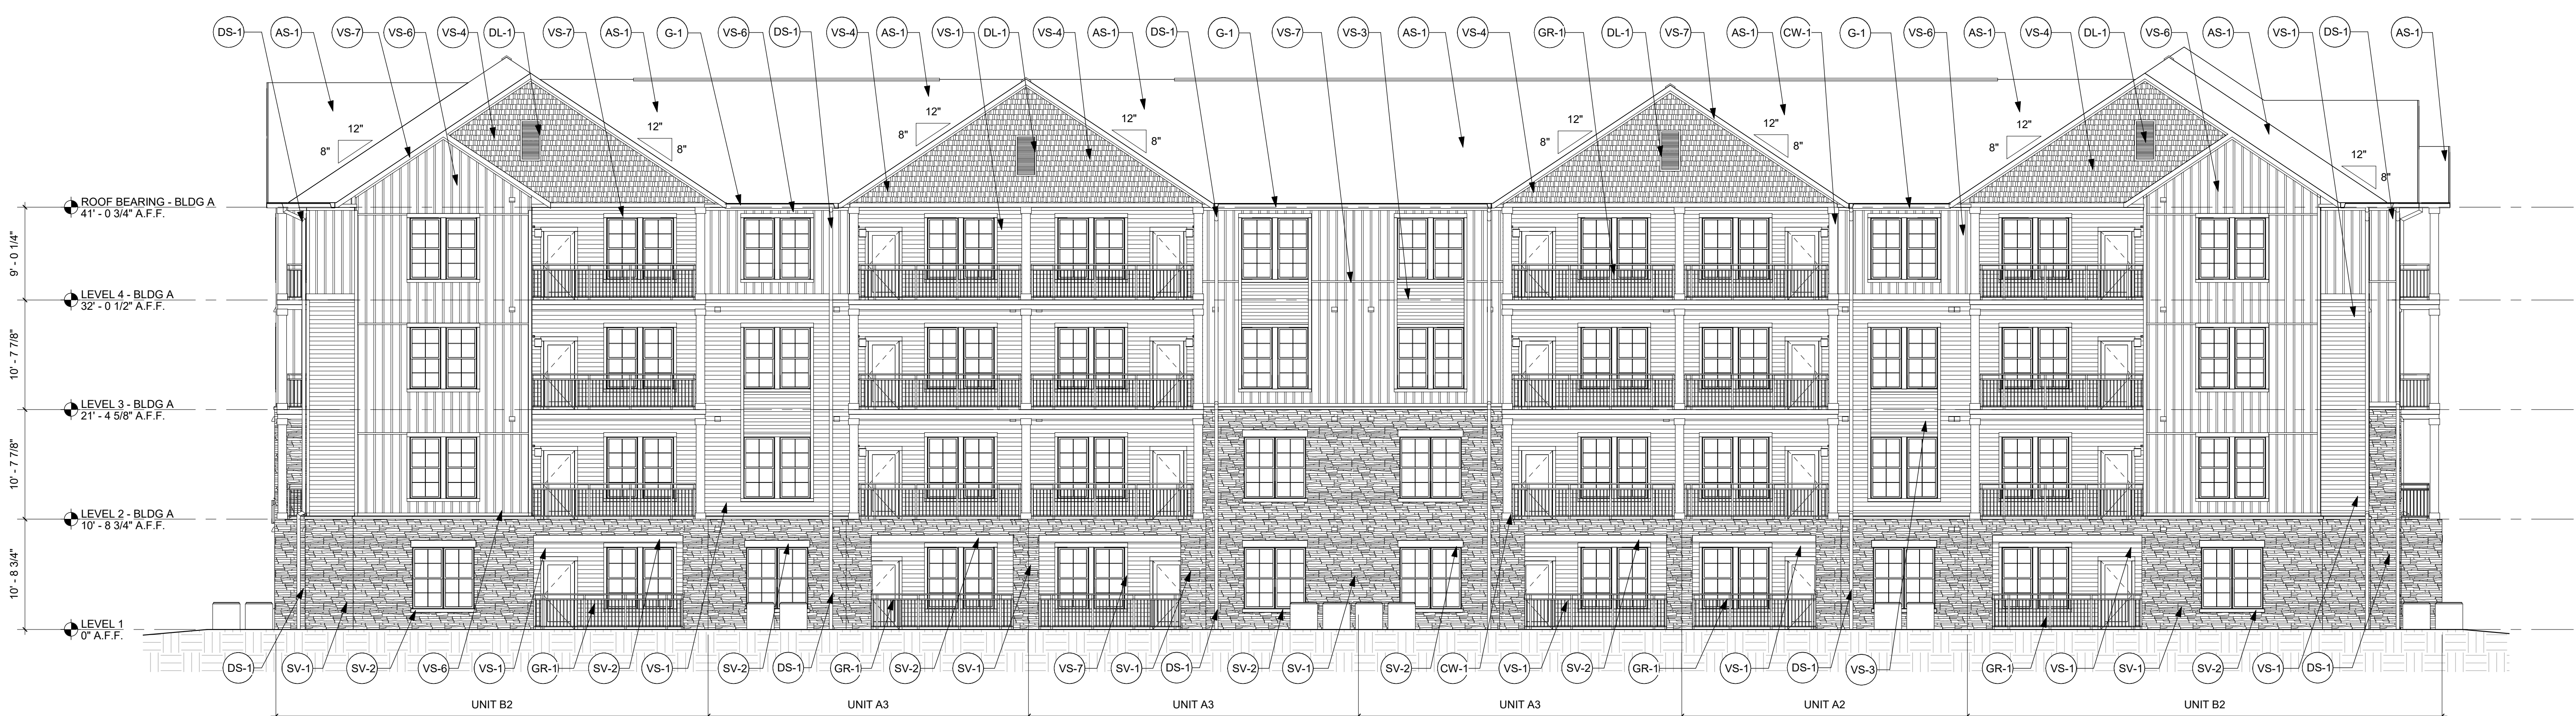 DS-1
AS-1
VS-7
VS-6
VS-4
DL-1
VS-7
AS-1
G-1
VS-6
DS-1
VS-4
AS-1
VS-1
DL-1
VS-4
AS-1
DS-1
G-1
VS-7
VS-3
AS-1
VS-4
GR-1
DL-1
VS-7
AS-1
CW-1
G-1
VS-6
AS-1
VS-4
DL-1
VS-6
AS-1
VS-1
DS-1
AS-1
12"
8"
12"
8"
12"
8"
12"
8"
12"
8"
12"
8"
12"
8"
12"
8"
ROOF BEARING - BLDG A
41' - 0 3/4" A.F.F.
9' - 0 1/4"
LEVEL 4 - BLDG A
32' - 0 1/2" A.F.F.
10' - 7 7/8"
LEVEL 3 - BLDG A
21' - 4 5/8" A.F.F.
10' - 7 7/8"
LEVEL 2 - BLDG A
10' - 8 3/4" A.F.F.
10' - 8 3/4"
LEVEL 1
0" A.F.F.
DS-1
SV-1
SV-2
VS-6
VS-1
GR-1
SV-2
VS-1
SV-2
DS-1
GR-1
SV-2
SV-1
VS-7
SV-1
DS-1
SV-2
SV-1
SV-2
CW-1
VS-1
SV-2
GR-1
VS-1
DS-1
VS-3
GR-1
VS-1
SV-1
SV-2
VS-1
DS-1
UNIT B2
UNIT A3
UNIT A3
UNIT A3
UNIT A2
UNIT B2